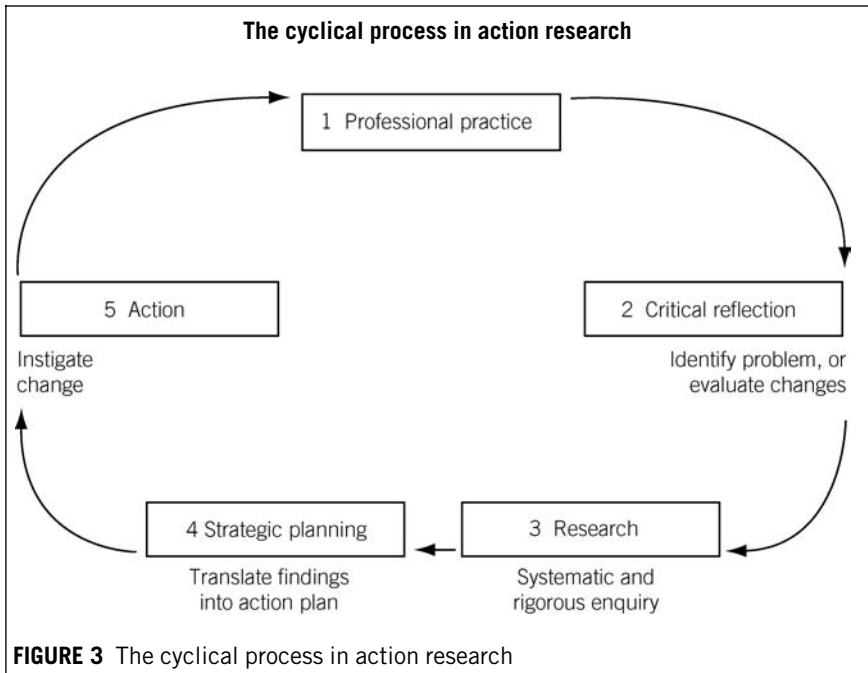 The cyclical process in action research
1 Professional practice
2 Critical reflection
Identify problem, or
evaluate changes
3 Research
Systematic and
rigorous enquiry
4 Strategic planning
Translate findings
into action plan
5 Action
Instigate
change
FIGURE 3 The cyclical process in action research